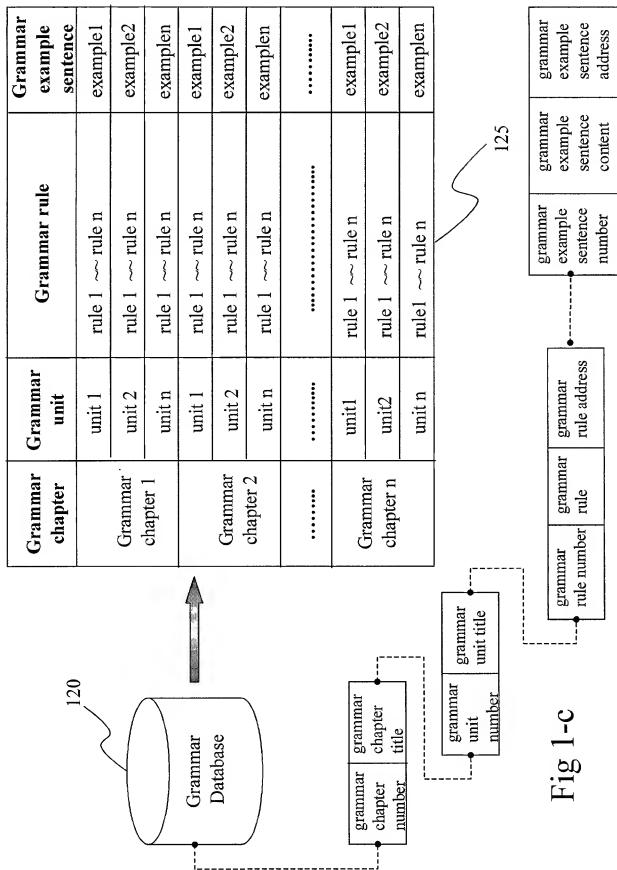 120
Grammar
Database
Grammar
chapter
Grammar
unit
Grammar rule
Grammar
example
sentence
Grammar
chapter 1
unit 1
rule 1 ~~ rule n
example1
unit 2
rule 1 ~~ rule n
example2
unit n
rule 1 ~~ rule n
examplen
Grammar
chapter 2
unit 1
rule 1 ~~ rule n
example1
unit 2
rule 1 ~~ rule n
example2
unit n
rule 1 ~~ rule n
examplen
Grammar
chapter n
unit1
rule 1 ~~ rule n
example1
unit2
rule 1 ~~ rule n
example2
unit n
rule1 ~~ rule n
examplen
125
grammar
chapter
number
grammar
chapter
title
grammar
unit
number
grammar
unit title
grammar
rule number
grammar
rule
grammar
rule address
grammar
example
sentence
number
grammar
example
sentence
content
grammar
example
sentence
address
Fig 1-c